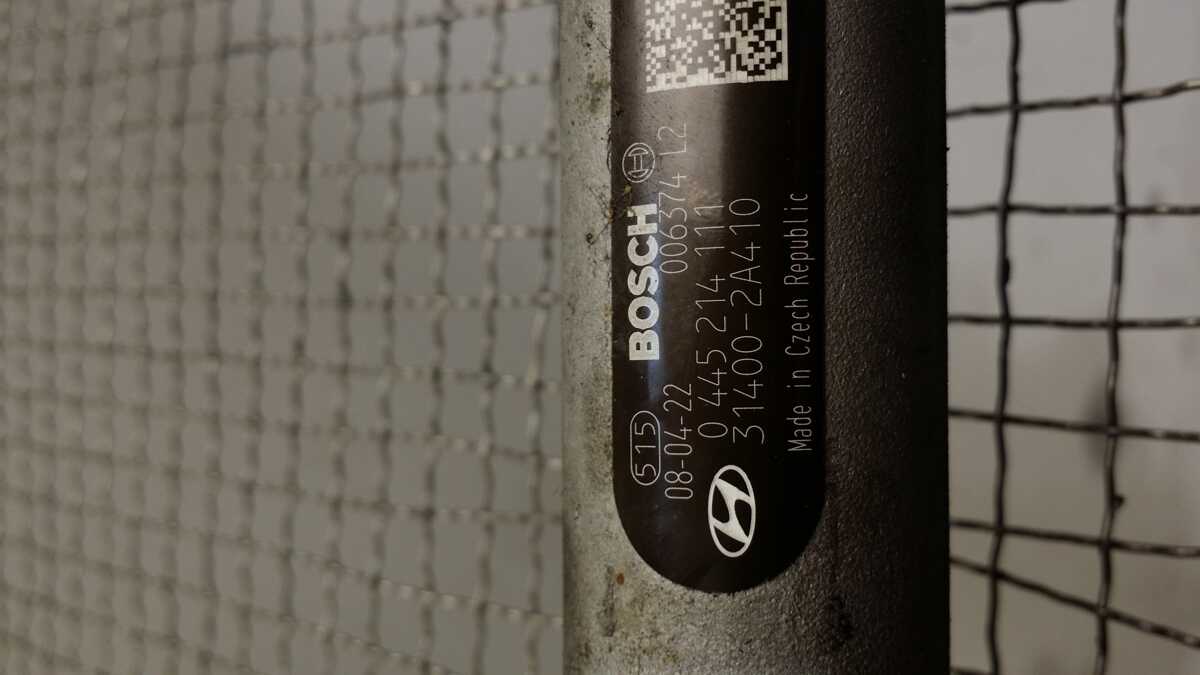 515 BOSCH
08-04-22 006374 L2
0 445 214 111
31400-2A410
Made in Czech Republic